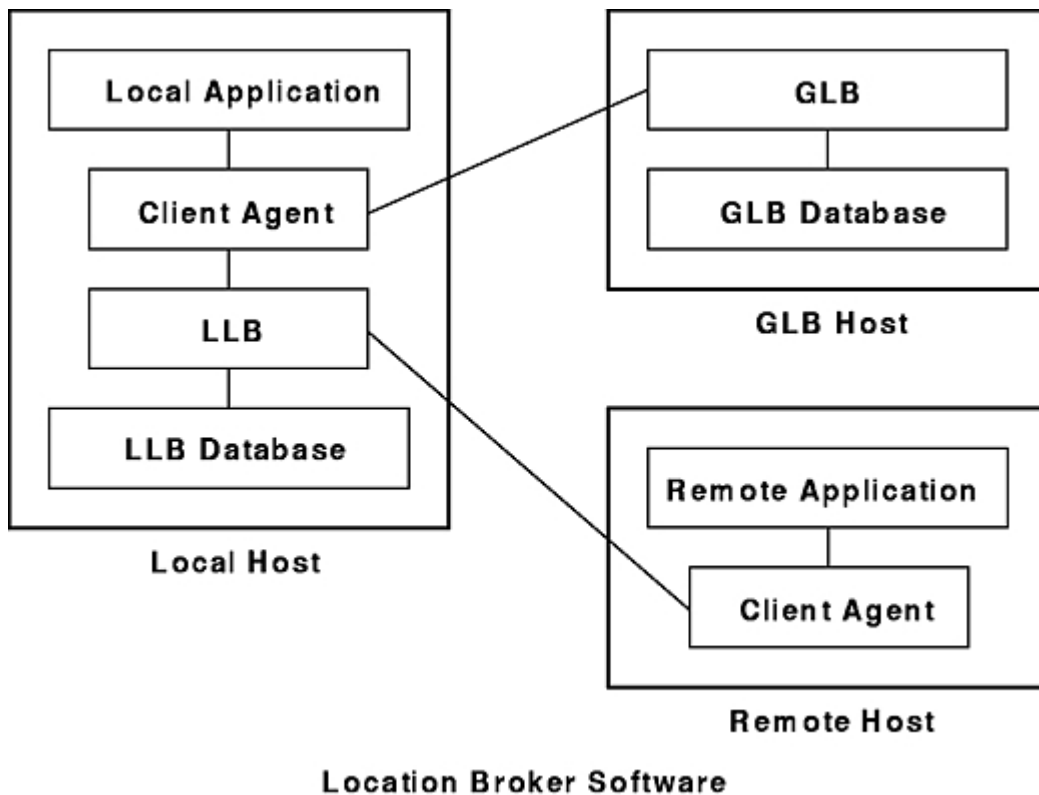 Local Application
Client Agent
LLB
LLB Database
Local Host
GLB
GLB Database
GLB Host
Remote Application
Client Agent
Remote Host
Location Broker Software